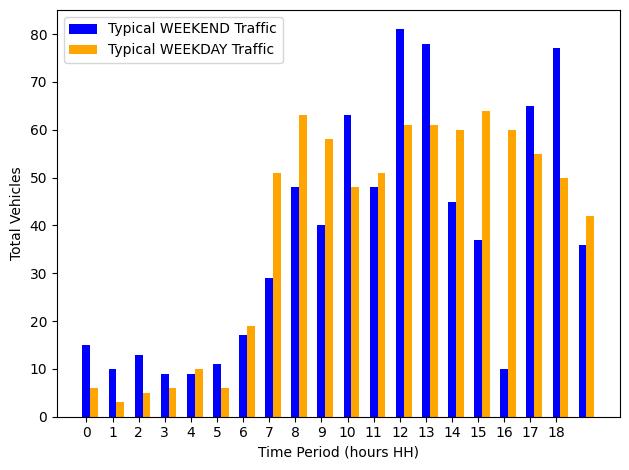 Typical WEEKEND Traffic
Typical WEEKDAY Traffic
80
70
60
50
40
30
20
10
0
Total Vehicles
0 1 2 3 4 5 6 7 8 9 10 11 12 13 14 15 16 17 18
Time Period (hours HH)